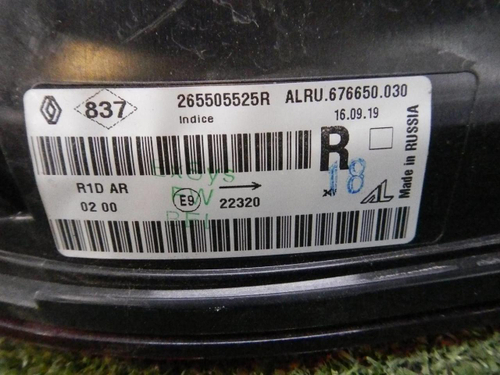 837 265505525R ALRU.676650.030
Indice 16.09.19
R
18
R1D AR
02 00
E9 22320
AL
Made in RUSSIA